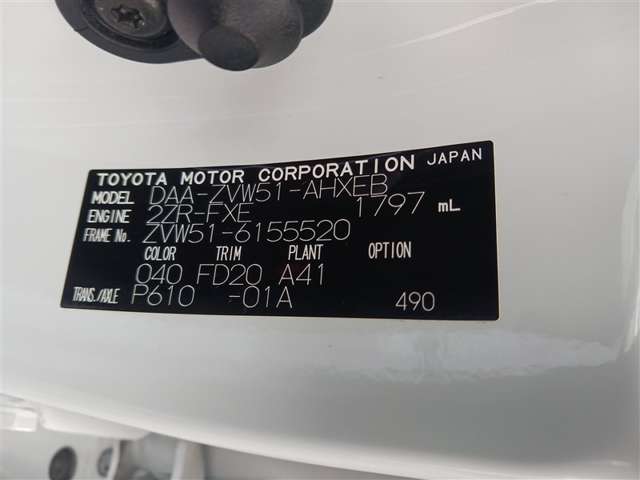 TOYOTA MOTOR CORPORATION JAPAN
MODEL DAA-ZVW51-AHXEB
ENGINE 2ZR-FXE 1797 mL
FRAME No. ZVW51-6155520
COLOR TRIM PLANT OPTION
040 FD20 A41
TRANS./AXLE P610 -01A 490